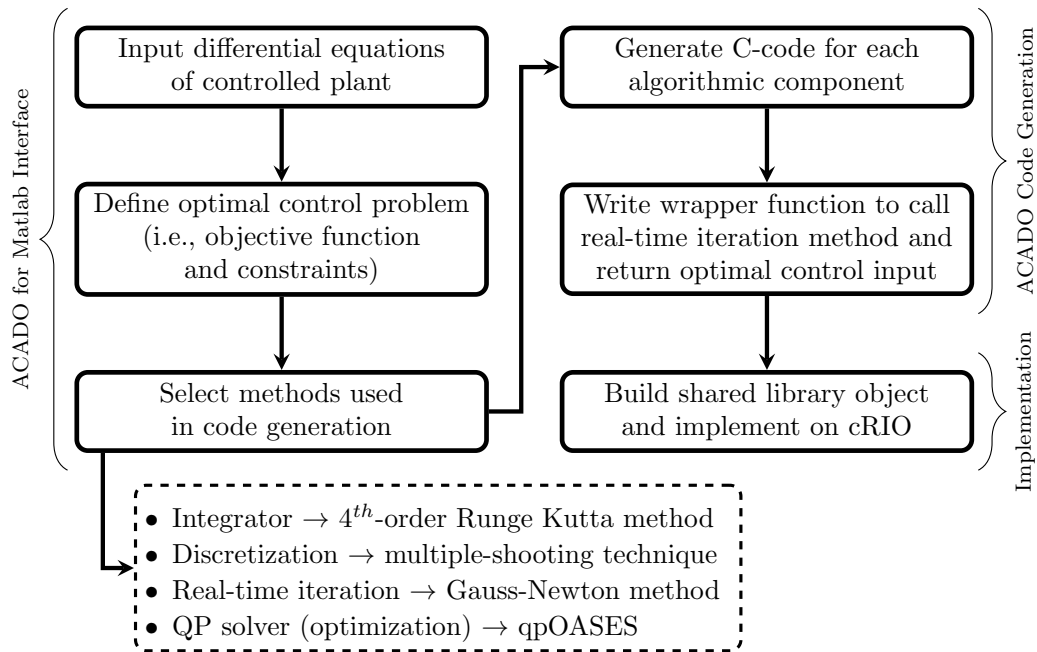 ACADO for Matlab Interface
Input differential equations
of controlled plant
Define optimal control problem
(i.e., objective function
and constraints)
Select methods used
in code generation
• Integrator → 4^th-order Runge Kutta method
• Discretization → multiple-shooting technique
• Real-time iteration → Gauss-Newton method
• QP solver (optimization) → qpOASES
Generate C-code for each
algorithmic component
Write wrapper function to call
real-time iteration method and
return optimal control input
Build shared library object
and implement on cRIO
ACADO Code Generation
Implementation